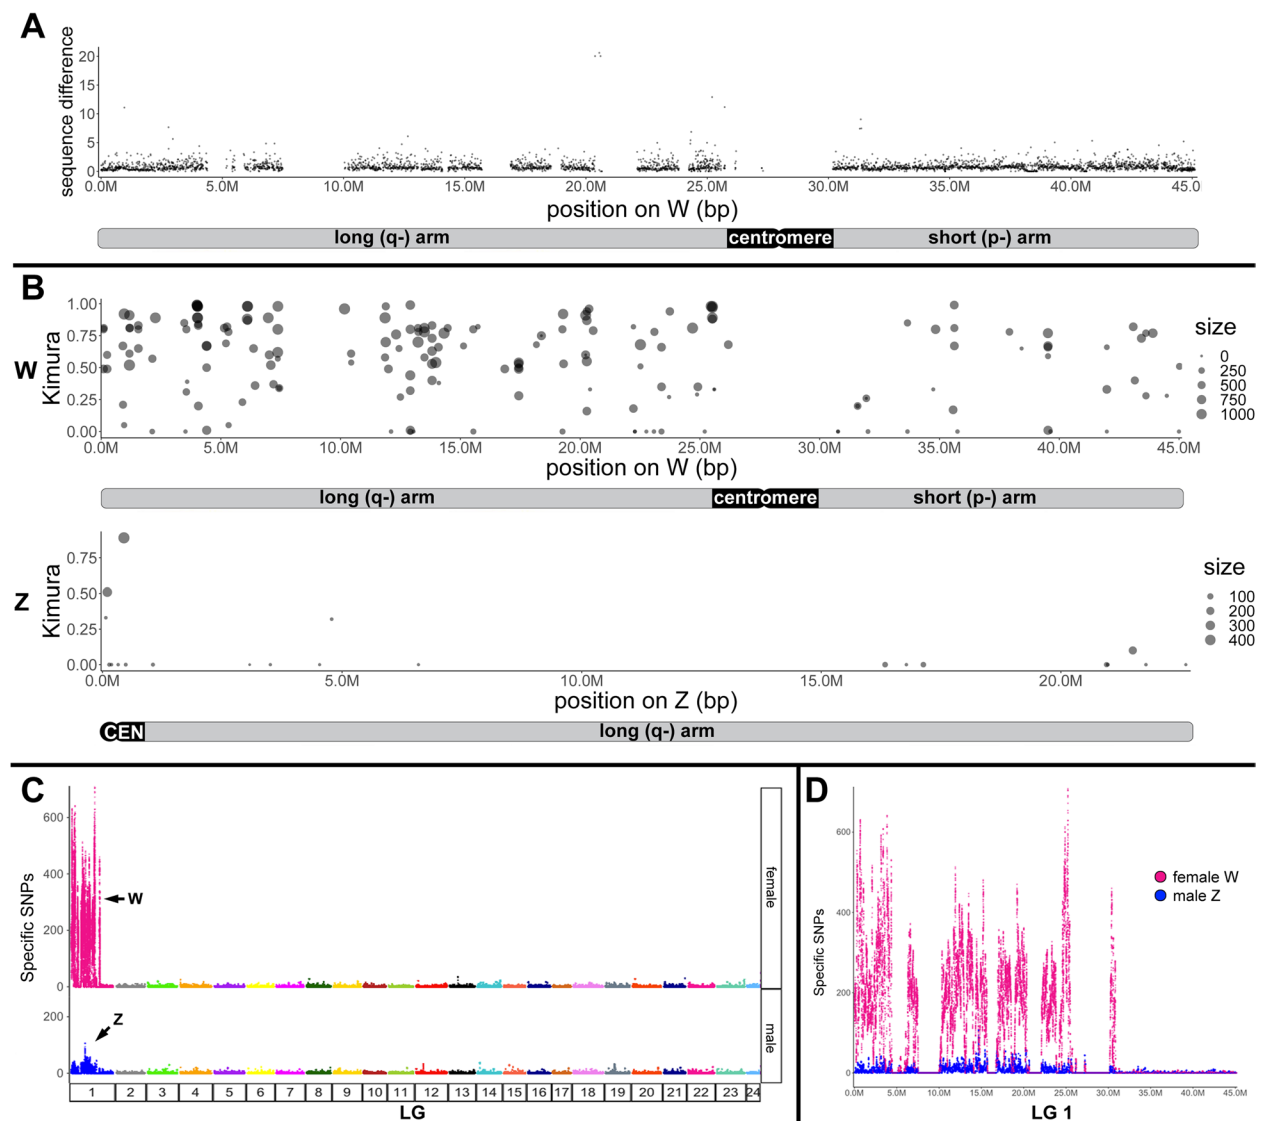 A
sequence difference
20
15
10
5
0
0.0M 5.0M 10.0M 15.0M 20.0M 25.0M 30.0M 35.0M 40.0M 45.0
position on W (bp)
long (q-) arm centromere short (p-) arm
B
W
Kimura
1.00
0.75
0.50
0.25
0.00
0.0M 5.0M 10.0M 15.0M 20.0M 25.0M 30.0M 35.0M 40.0M 45.0M
position on W (bp)
size
0
250
500
750
1000
long (q-) arm centromere short (p-) arm
Z
Kimura
0.75
0.50
0.25
0.00
0.0M 5.0M 10.0M 15.0M 20.0M
position on Z (bp)
size
100
200
300
400
CEN long (q-) arm
C
Specific SNPs
600
400
200
0
W
female
200
0
Z
male
1 2 3 4 5 6 7 8 9 10 11 12 13 14 15 16 17 18 19 20 21 22 23 24
LG
D
Specific SNPs
600
400
200
0
female W
male Z
0.0M 5.0M 10.0M 15.0M 20.0M 25.0M 30.0M 35.0M 40.0M 45.0M
LG 1